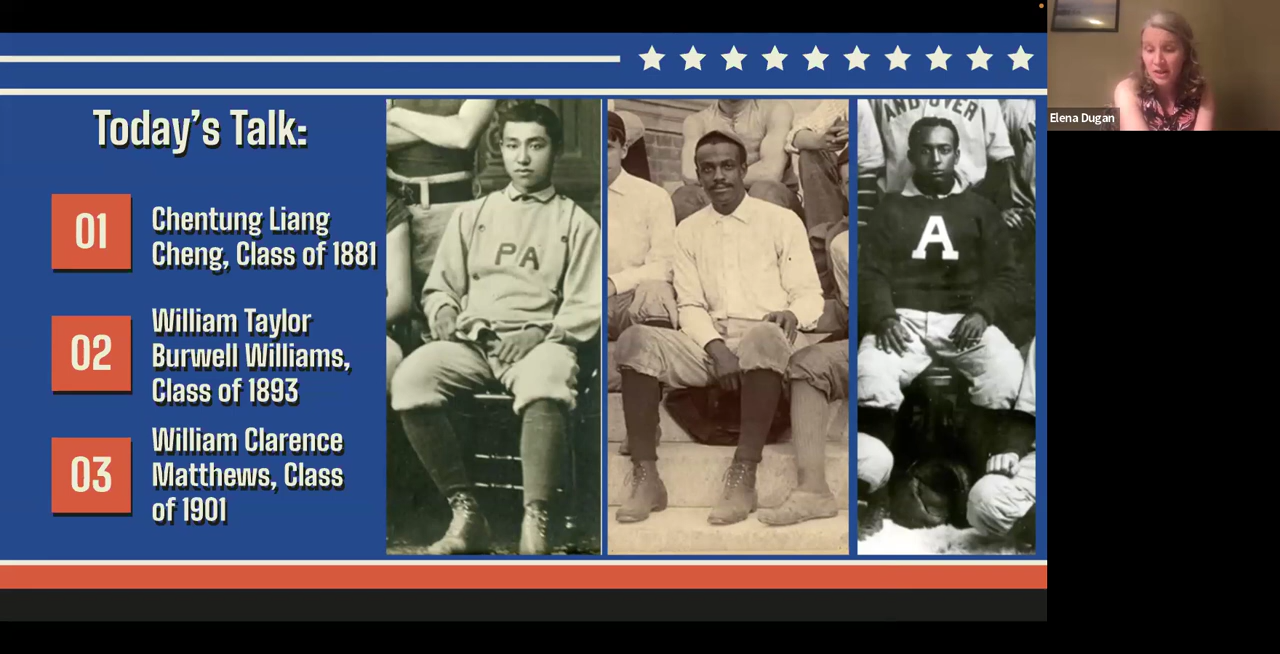 Today's Talk:
01
Chentung Liang
Cheng, Class of 1881
02
William Taylor
Burwell Williams,
Class of 1893
03
William Clarence
Matthews, Class
of 1901
PA
ANDOVER
A
Elena Dugan